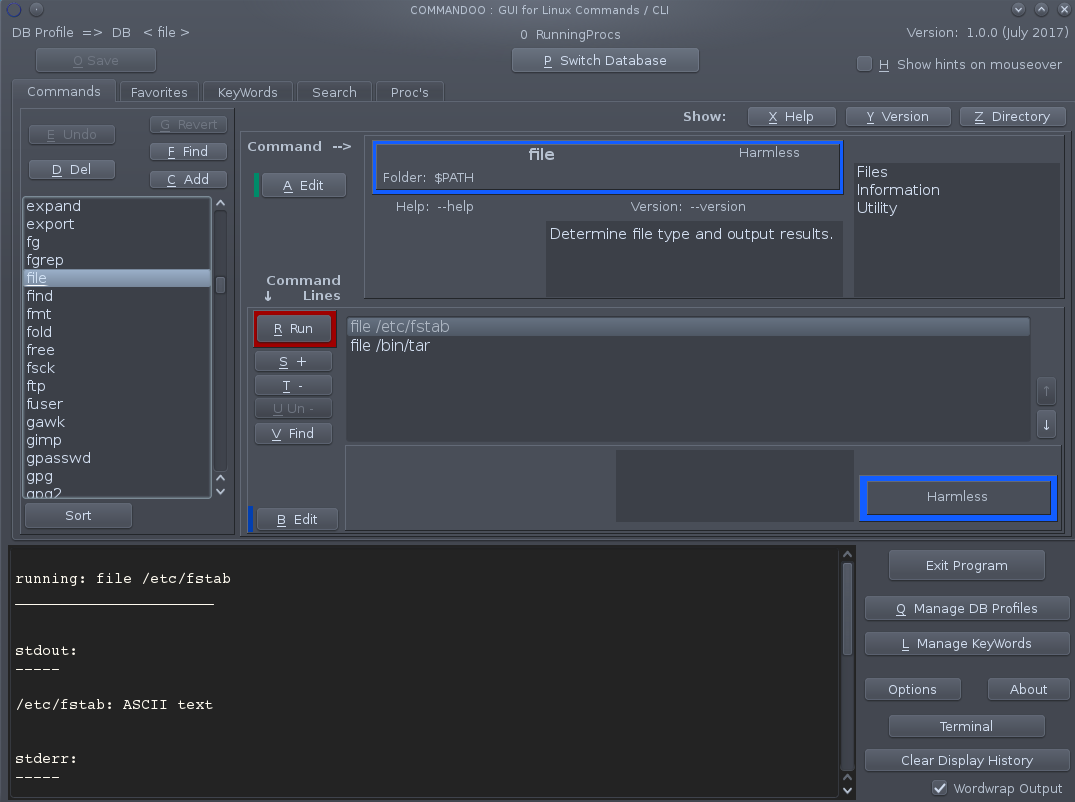 COMMANDOO : GUI for Linux Commands / CLI
DB Profile => DB < file >
0 RunningProcs
Version: 1.0.0 (July 2017)
O Save
P Switch Database
H Show hints on mouseover
Commands
Favorites
KeyWords
Search
Proc's
Show:
X Help
Y Version
Z Directory
E Undo
G Revert
F Find
D Del
C Add
expand
export
fg
fgrep
file
find
fmt
fold
free
fsck
ftp
fuser
gawk
gimp
gpasswd
gpg
gpg2
Sort
Command -->
A Edit
file
Harmless
Folder: $PATH
Help: --help
Version: --version
Determine file type and output results.
Files
Information
Utility
Command
↓ Lines
R Run
S +
T -
U Un -
V Find
B Edit
file /etc/fstab
file /bin/tar
↑
↓
Harmless
running: file /etc/fstab
______________________
stdout:
-----
/etc/fstab: ASCII text
stderr:
-----
Exit Program
Q Manage DB Profiles
L Manage KeyWords
Options
About
Terminal
Clear Display History
Wordwrap Output